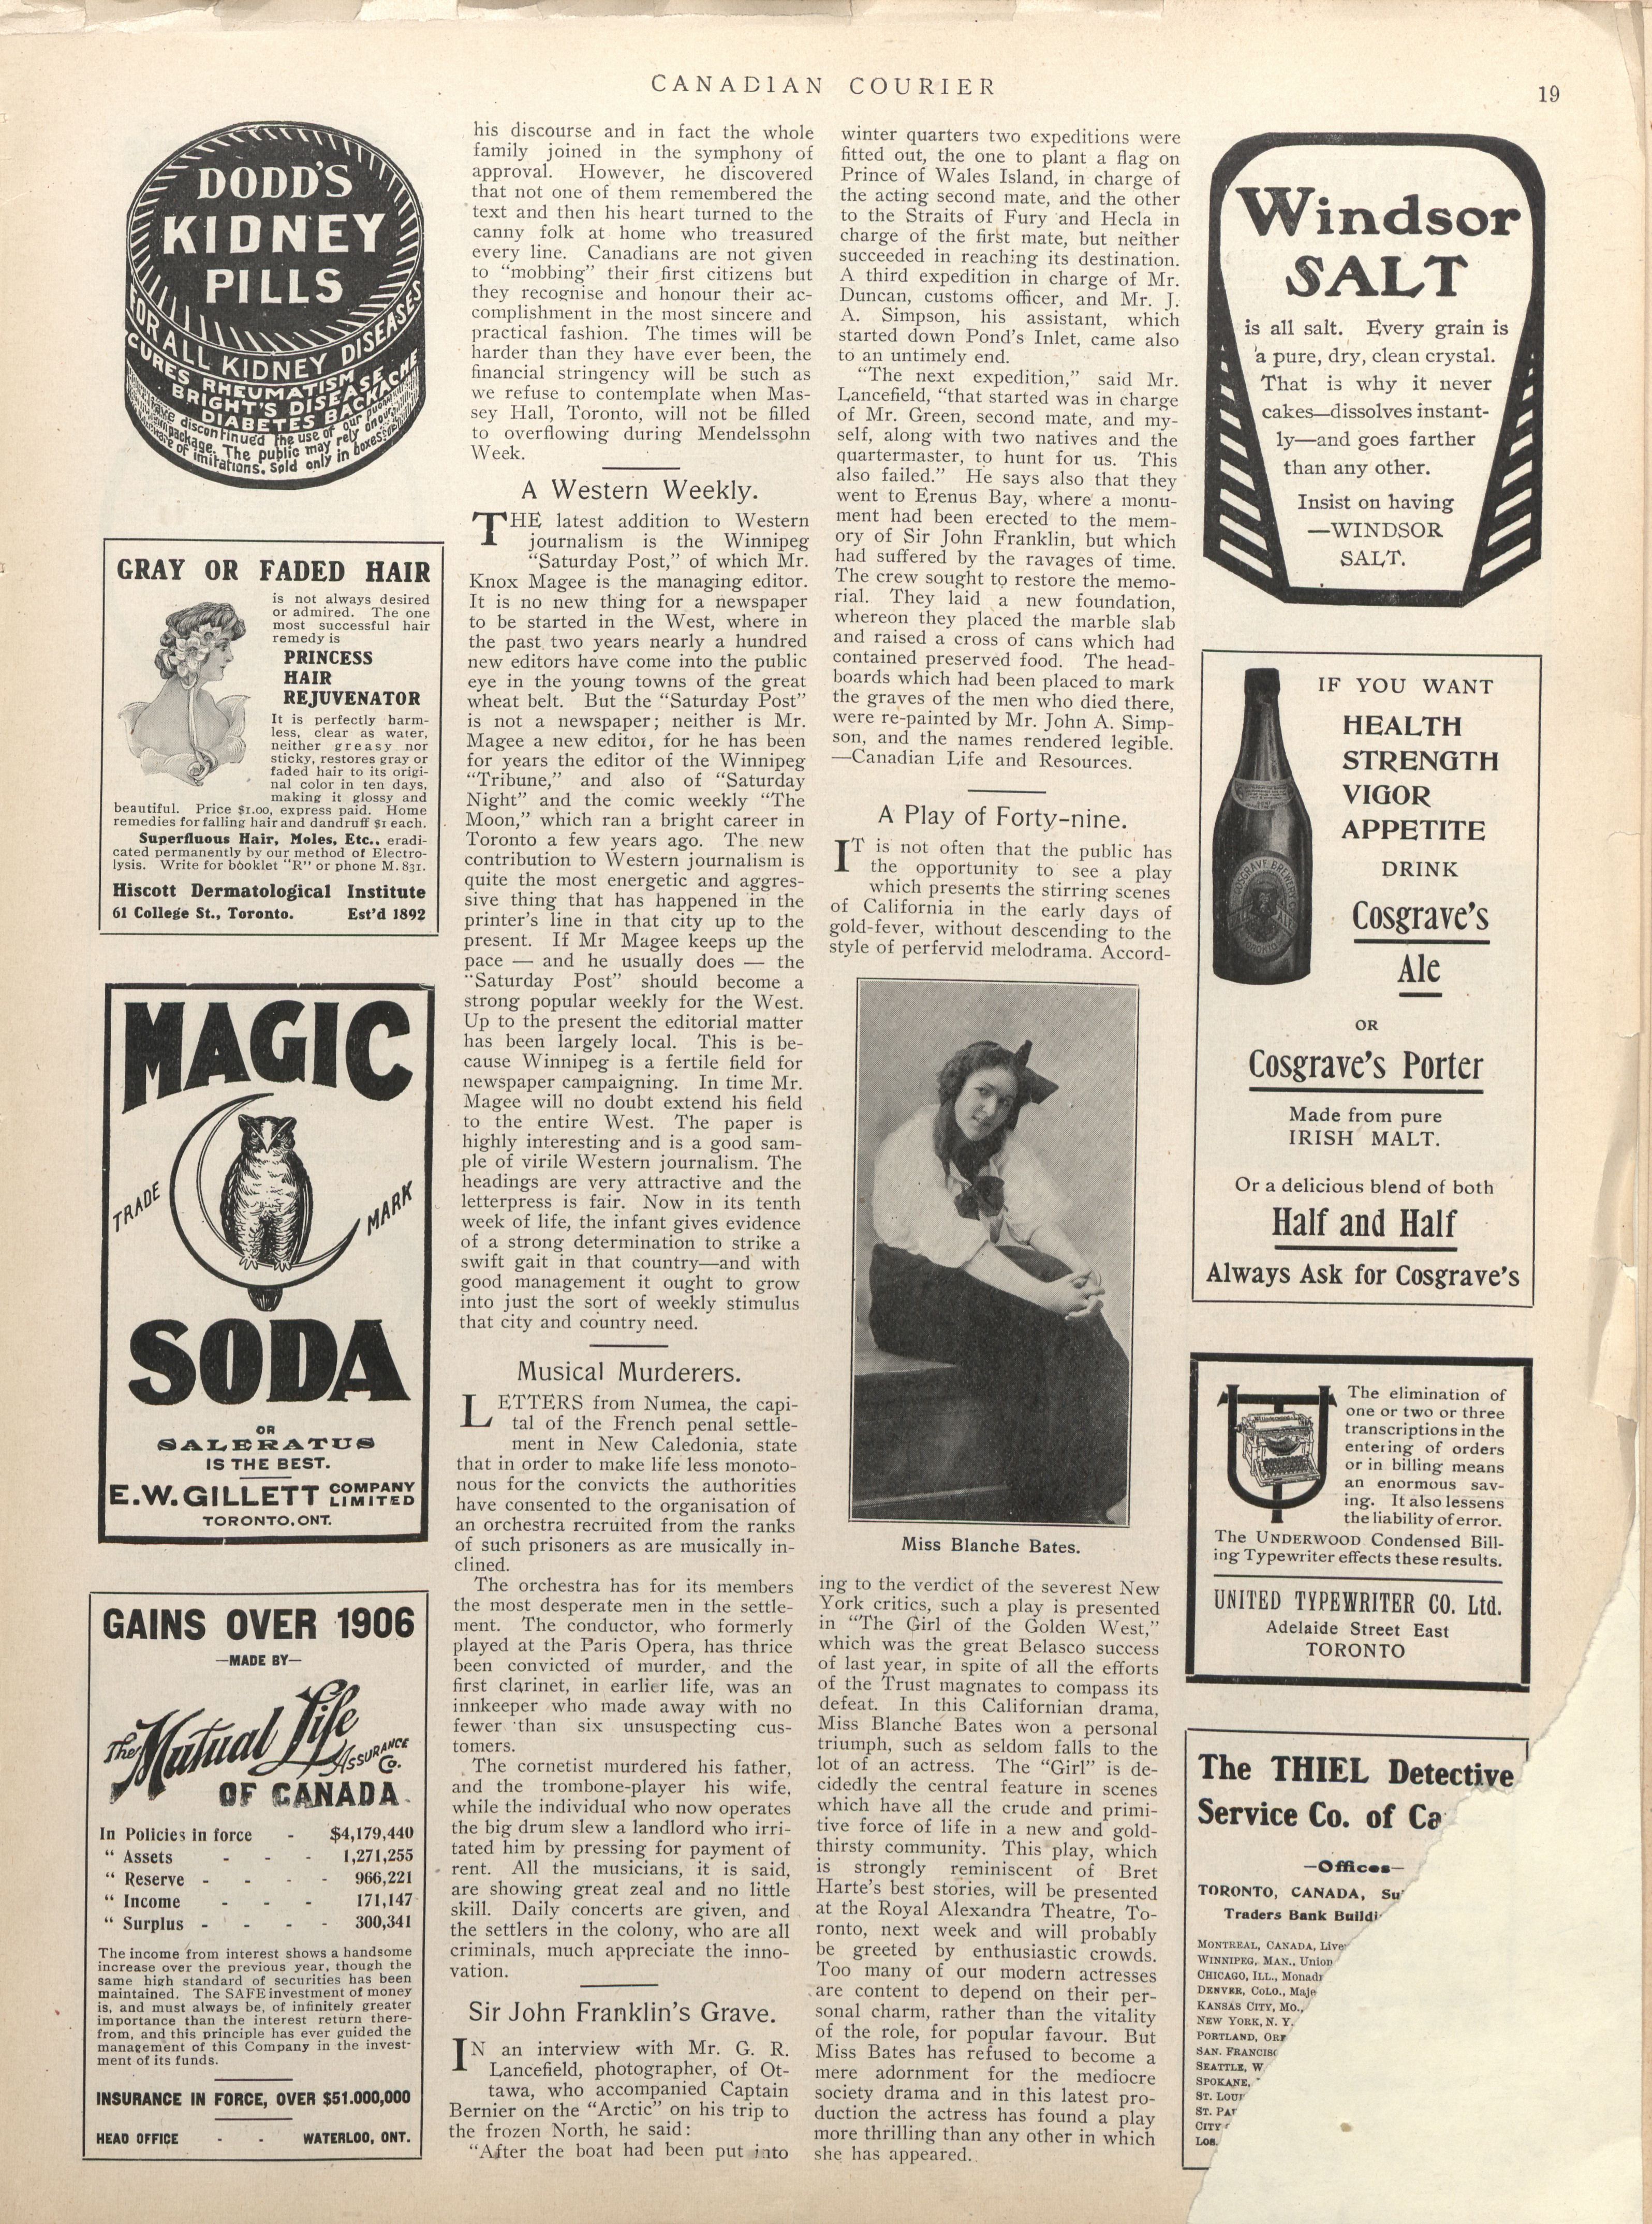 CANADIAN COURIER
19
DODD'S
KIDNEY
PILLS
FOR ALL KIDNEY DISEASES
CURES RHEUMATISM
BRIGHT'S DISEASE
DIABETES BACKACHE
discontinued the use of our
package. The public may rely on
of imitations. Sold only in boxes
GRAY OR FADED HAIR
is not always desired
or admired. The one
most successful hair
remedy is
PRINCESS
HAIR
REJUVENATOR
It is perfectly harm-
less, clear as water,
neither greasy nor
sticky, restores gray or
faded hair to its origi-
nal color in ten days,
making it glossy and
beautiful. Price $1.00, express paid. Home
remedies for falling hair and dandruff $1 each.
Superfluous Hair, Moles, Etc., eradi-
cated permanently by our method of Electro-
lysis. Write for booklet "R" or phone M. 831.
Hiscott Dermatological Institute
61 College St., Toronto. Est'd 1892
MAGIC
TRADE
MARK
SODA
OR
SALERATUS
IS THE BEST.
E.W. GILLETT COMPANY LIMITED
TORONTO, ONT.
GAINS OVER 1906
—MADE BY—
The Mutual Life
ASSURANCE
Co.
OF CANADA
In Policies in force - $4,179,440
" Assets - - - 1,271,255
" Reserve - - - - 966,221
" Income - - - 171,147
" Surplus - - - - 300,341
The income from interest shows a handsome
increase over the previous year, though the
same high standard of securities has been
maintained. The SAFE investment of money
is, and must always be, of infinitely greater
importance than the interest return there-
from, and this principle has ever guided the
management of this Company in the invest-
ment of its funds.
INSURANCE IN FORCE, OVER $51.000,000
HEAD OFFICE - - WATERLOO, ONT.
his discourse and in fact the whole
family joined in the symphony of
approval. However, he discovered
that not one of them remembered the
text and then his heart turned to the
canny folk at home who treasured
every line. Canadians are not given
to "mobbing" their first citizens but
they recognise and honour their ac-
complishment in the most sincere and
practical fashion. The times will be
harder than they have ever been, the
financial stringency will be such as
we refuse to contemplate when Mas-
sey Hall, Toronto, will not be filled
to overflowing during Mendelssohn
Week.
A Western Weekly.
THE latest addition to Western
journalism is the Winnipeg
"Saturday Post," of which Mr.
Knox Magee is the managing editor.
It is no new thing for a newspaper
to be started in the West, where in
the past two years nearly a hundred
new editors have come into the public
eye in the young towns of the great
wheat belt. But the "Saturday Post"
is not a newspaper; neither is Mr.
Magee a new editor, for he has been
for years the editor of the Winnipeg
"Tribune," and also of "Saturday
Night" and the comic weekly "The
Moon," which ran a bright career in
Toronto a few years ago. The new
contribution to Western journalism is
quite the most energetic and aggres-
sive thing that has happened in the
printer's line in that city up to the
present. If Mr Magee keeps up the
pace — and he usually does — the
"Saturday Post" should become a
strong popular weekly for the West.
Up to the present the editorial matter
has been largely local. This is be-
cause Winnipeg is a fertile field for
newspaper campaigning. In time Mr.
Magee will no doubt extend his field
to the entire West. The paper is
highly interesting and is a good sam-
ple of virile Western journalism. The
headings are very attractive and the
letterpress is fair. Now in its tenth
week of life, the infant gives evidence
of a strong determination to strike a
swift gait in that country—and with
good management it ought to grow
into just the sort of weekly stimulus
that city and country need.
Musical Murderers.
LETTERS from Numea, the capi-
tal of the French penal settle-
ment in New Caledonia, state
that in order to make life less monoto-
nous for the convicts the authorities
have consented to the organisation of
an orchestra recruited from the ranks
of such prisoners as are musically in-
clined.
The orchestra has for its members
the most desperate men in the settle-
ment. The conductor, who formerly
played at the Paris Opera, has thrice
been convicted of murder, and the
first clarinet, in earlier life, was an
innkeeper who made away with no
fewer than six unsuspecting cus-
tomers.
The cornetist murdered his father,
and the trombone-player his wife,
while the individual who now operates
the big drum slew a landlord who irri-
tated him by pressing for payment of
rent. All the musicians, it is said,
are showing great zeal and no little
skill. Daily concerts are given, and
the settlers in the colony, who are all
criminals, much appreciate the inno-
vation.
Sir John Franklin's Grave.
IN an interview with Mr. G. R.
Lancefield, photographer, of Ot-
tawa, who accompanied Captain
Bernier on the "Arctic" on his trip to
the frozen North, he said:
"After the boat had been put into
winter quarters two expeditions were
fitted out, the one to plant a flag on
Prince of Wales Island, in charge of
the acting second mate, and the other
to the Straits of Fury and Hecla in
charge of the first mate, but neither
succeeded in reaching its destination.
A third expedition in charge of Mr.
Duncan, customs officer, and Mr. J.
A. Simpson, his assistant, which
started down Pond's Inlet, came also
to an untimely end.
"The next expedition," said Mr.
Lancefield, "that started was in charge
of Mr. Green, second mate, and my-
self, along with two natives and the
quartermaster, to hunt for us. This
also failed." He says also that they
went to Erenus Bay, where a monu-
ment had been erected to the mem-
ory of Sir John Franklin, but which
had suffered by the ravages of time.
The crew sought to restore the memo-
rial. They laid a new foundation,
whereon they placed the marble slab
and raised a cross of cans which had
contained preserved food. The head-
boards which had been placed to mark
the graves of the men who died there,
were re-painted by Mr. John A. Simp-
son, and the names rendered legible.
—Canadian Life and Resources.
A Play of Forty-nine.
IT is not often that the public has
the opportunity to see a play
which presents the stirring scenes
of California in the early days of
gold-fever, without descending to the
style of perfervid melodrama. Accord-
Miss Blanche Bates.
ing to the verdict of the severest New
York critics, such a play is presented
in "The Girl of the Golden West,"
which was the great Belasco success
of last year, in spite of all the efforts
of the Trust magnates to compass its
defeat. In this Californian drama,
Miss Blanche Bates won a personal
triumph, such as seldom falls to the
lot of an actress. The "Girl" is de-
cidedly the central feature in scenes
which have all the crude and primi-
tive force of life in a new and gold-
thirsty community. This play, which
is strongly reminiscent of Bret
Harte's best stories, will be presented
at the Royal Alexandra Theatre, To-
ronto, next week and will probably
be greeted by enthusiastic crowds.
Too many of our modern actresses
are content to depend on their per-
sonal charm, rather than the vitality
of the role, for popular favour. But
Miss Bates has refused to become a
mere adornment for the mediocre
society drama and in this latest pro-
duction the actress has found a play
more thrilling than any other in which
she has appeared.
Windsor
SALT
is all salt. Every grain is
a pure, dry, clean crystal.
That is why it never
cakes—dissolves instant-
ly—and goes farther
than any other.
Insist on having
—WINDSOR
SALT.
IF YOU WANT
HEALTH
STRENGTH
VIGOR
APPETITE
DRINK
Cosgrave's
Ale
OR
Cosgrave's Porter
Made from pure
IRISH MALT.
Or a delicious blend of both
Half and Half
Always Ask for Cosgrave's
The elimination of
one or two or three
transcriptions in the
entering of orders
or in billing means
an enormous sav-
ing. It also lessens
the liability of error.
The UNDERWOOD Condensed Bill-
ing Typewriter effects these results.
UNITED TYPEWRITER CO. Ltd.
Adelaide Street East
TORONTO
The THIEL Detective
Service Co. of Ca
—Offices—
TORONTO, CANADA, Su
Traders Bank Buildi
MONTREAL, CANADA, Live
WINNIPEG, MAN., Union
CHICAGO, ILL., Monad
DENVER, COLO., Maje
KANSAS CITY, MO.,
NEW YORK, N. Y.
PORTLAND, ORE
SAN. FRANCISC
SEATTLE, W
SPOKANE,
ST. LOUI
ST. PAU
CITY
LOS.